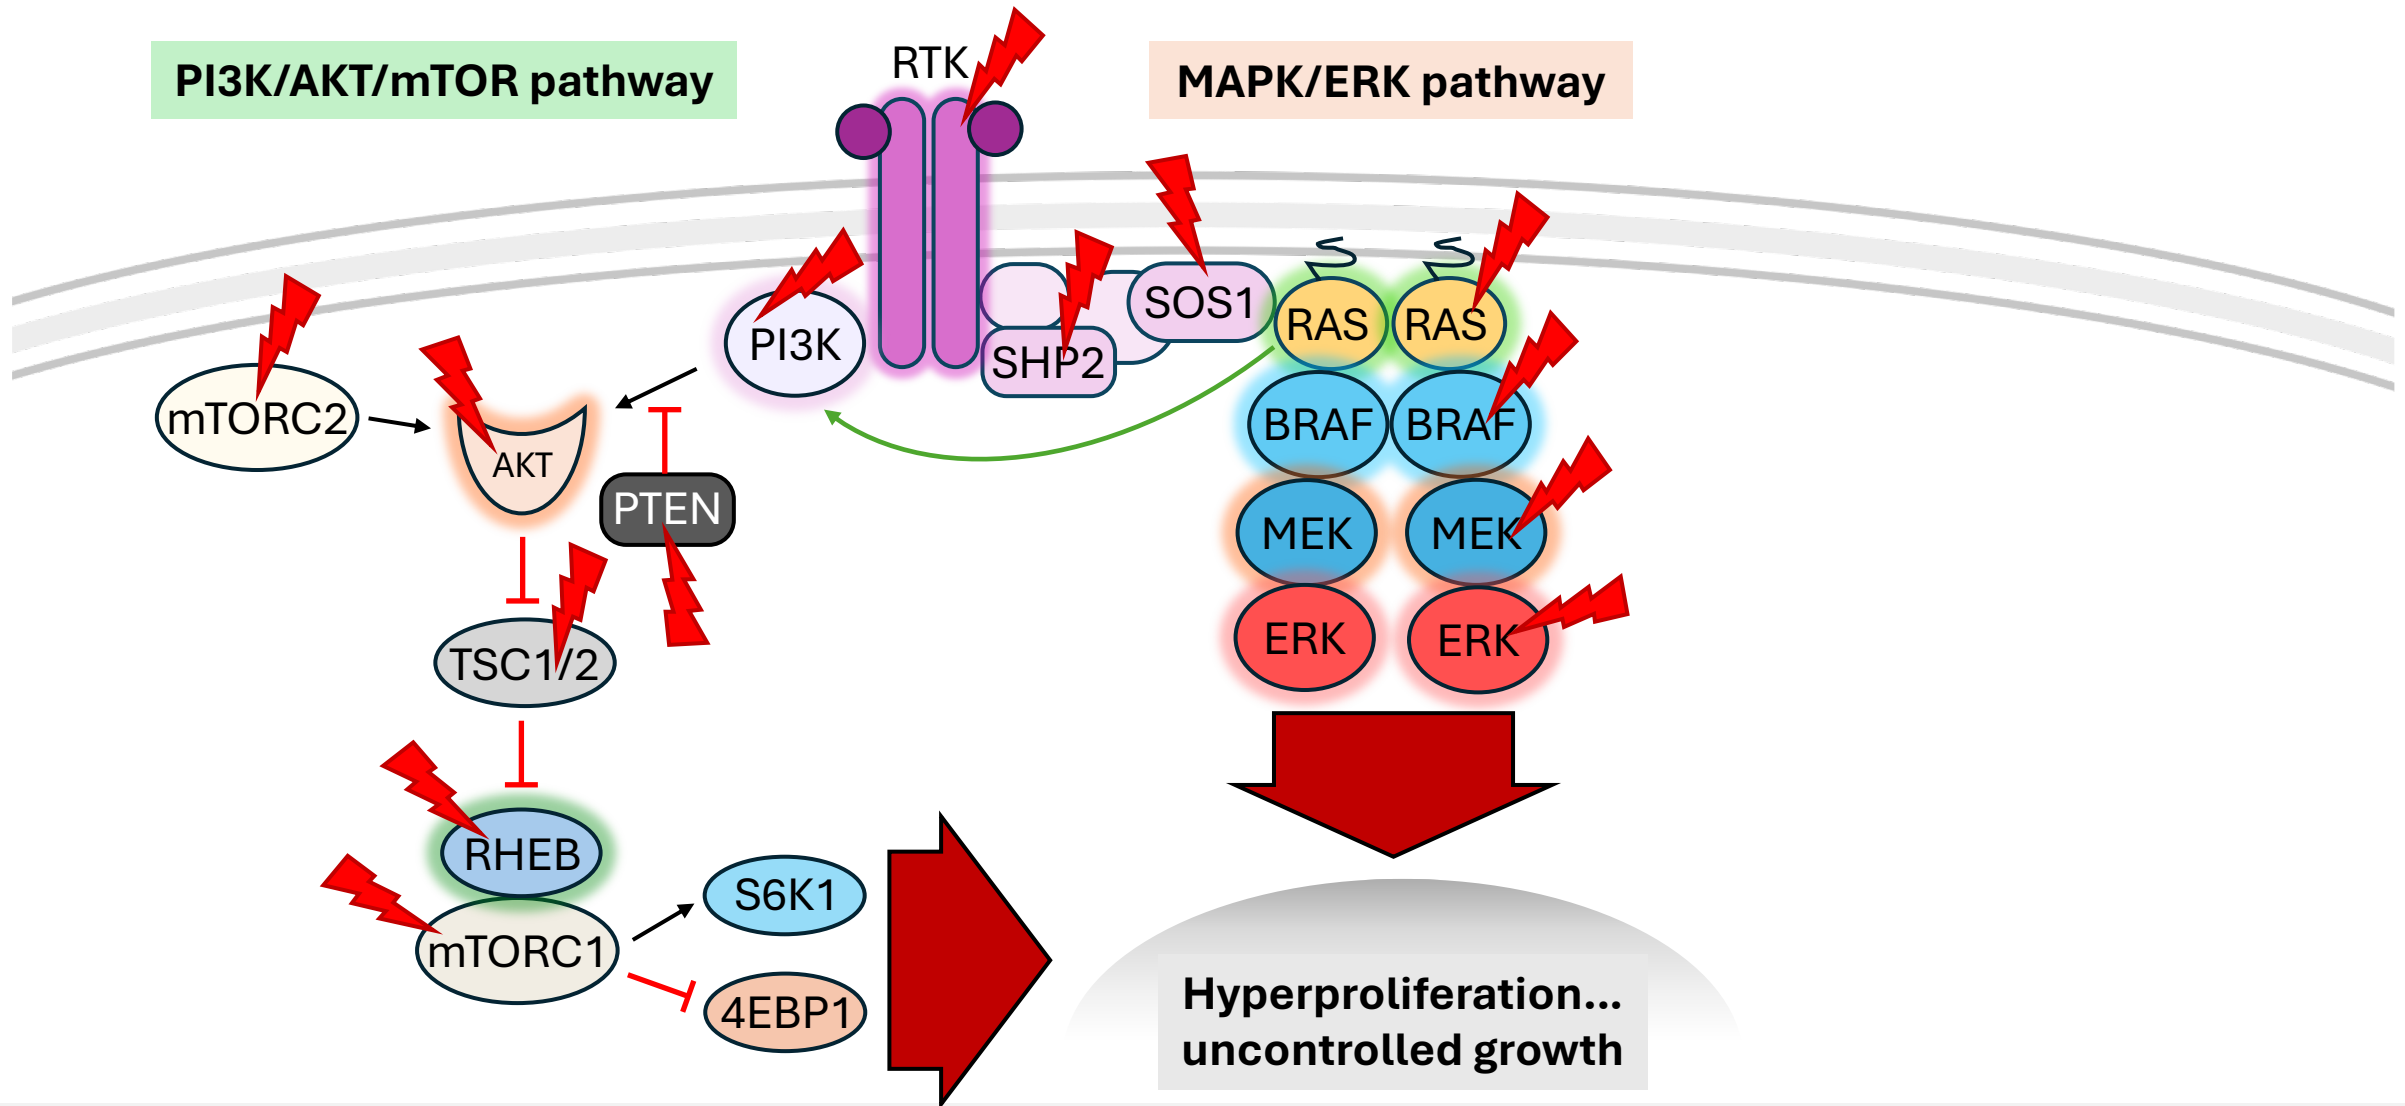 PI3K/AKT/mTOR pathway
RTK
MAPK/ERK pathway
PI3K
SHP2
SOS1
RAS
RAS
mTORC2
AKT
PTEN
BRAF
BRAF
MEK
MEK
ERK
ERK
TSC1/2
RHEB
mTORC1
S6K1
4EBP1
Hyperproliferation...
uncontrolled growth